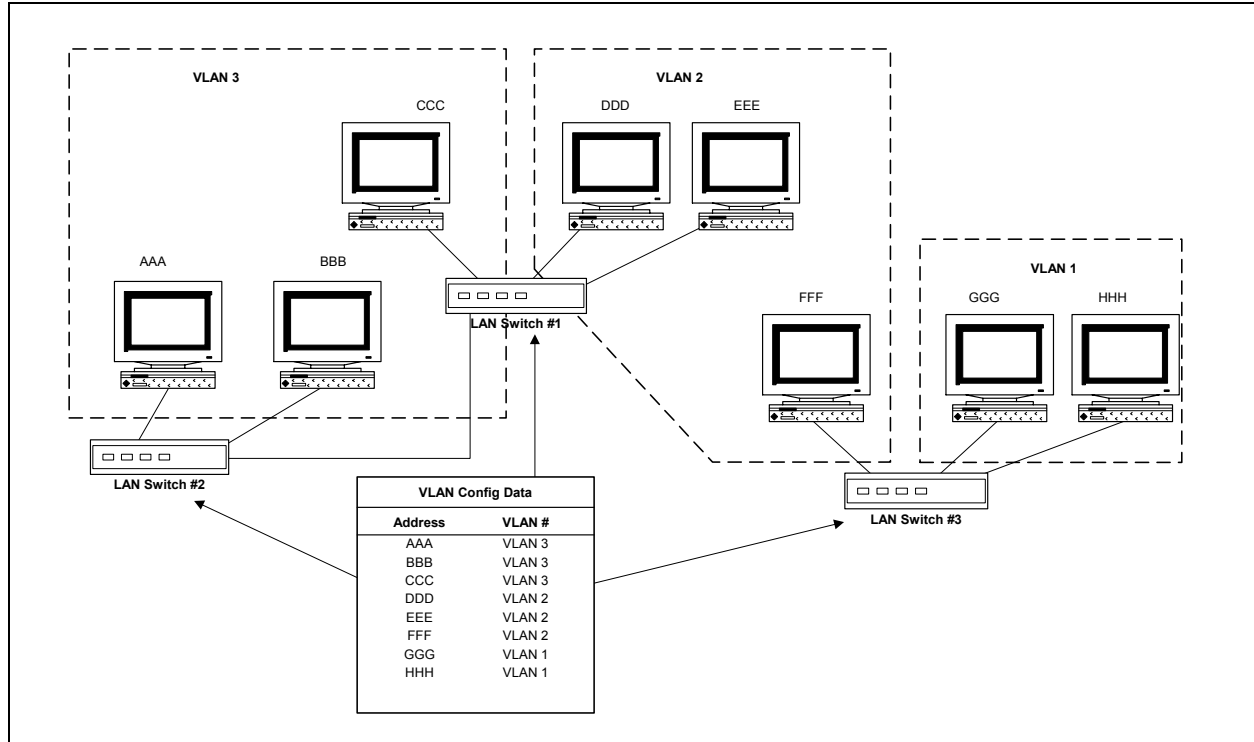 VLAN 3
VLAN 2
CCC
DDD
EEE
AAA
BBB
VLAN 1
FFF
GGG
HHH
LAN Switch #1
LAN Switch #2
LAN Switch #3
VLAN Config Data
Address VLAN #
AAA VLAN 3
BBB VLAN 3
CCC VLAN 3
DDD VLAN 2
EEE VLAN 2
FFF VLAN 2
GGG VLAN 1
HHH VLAN 1